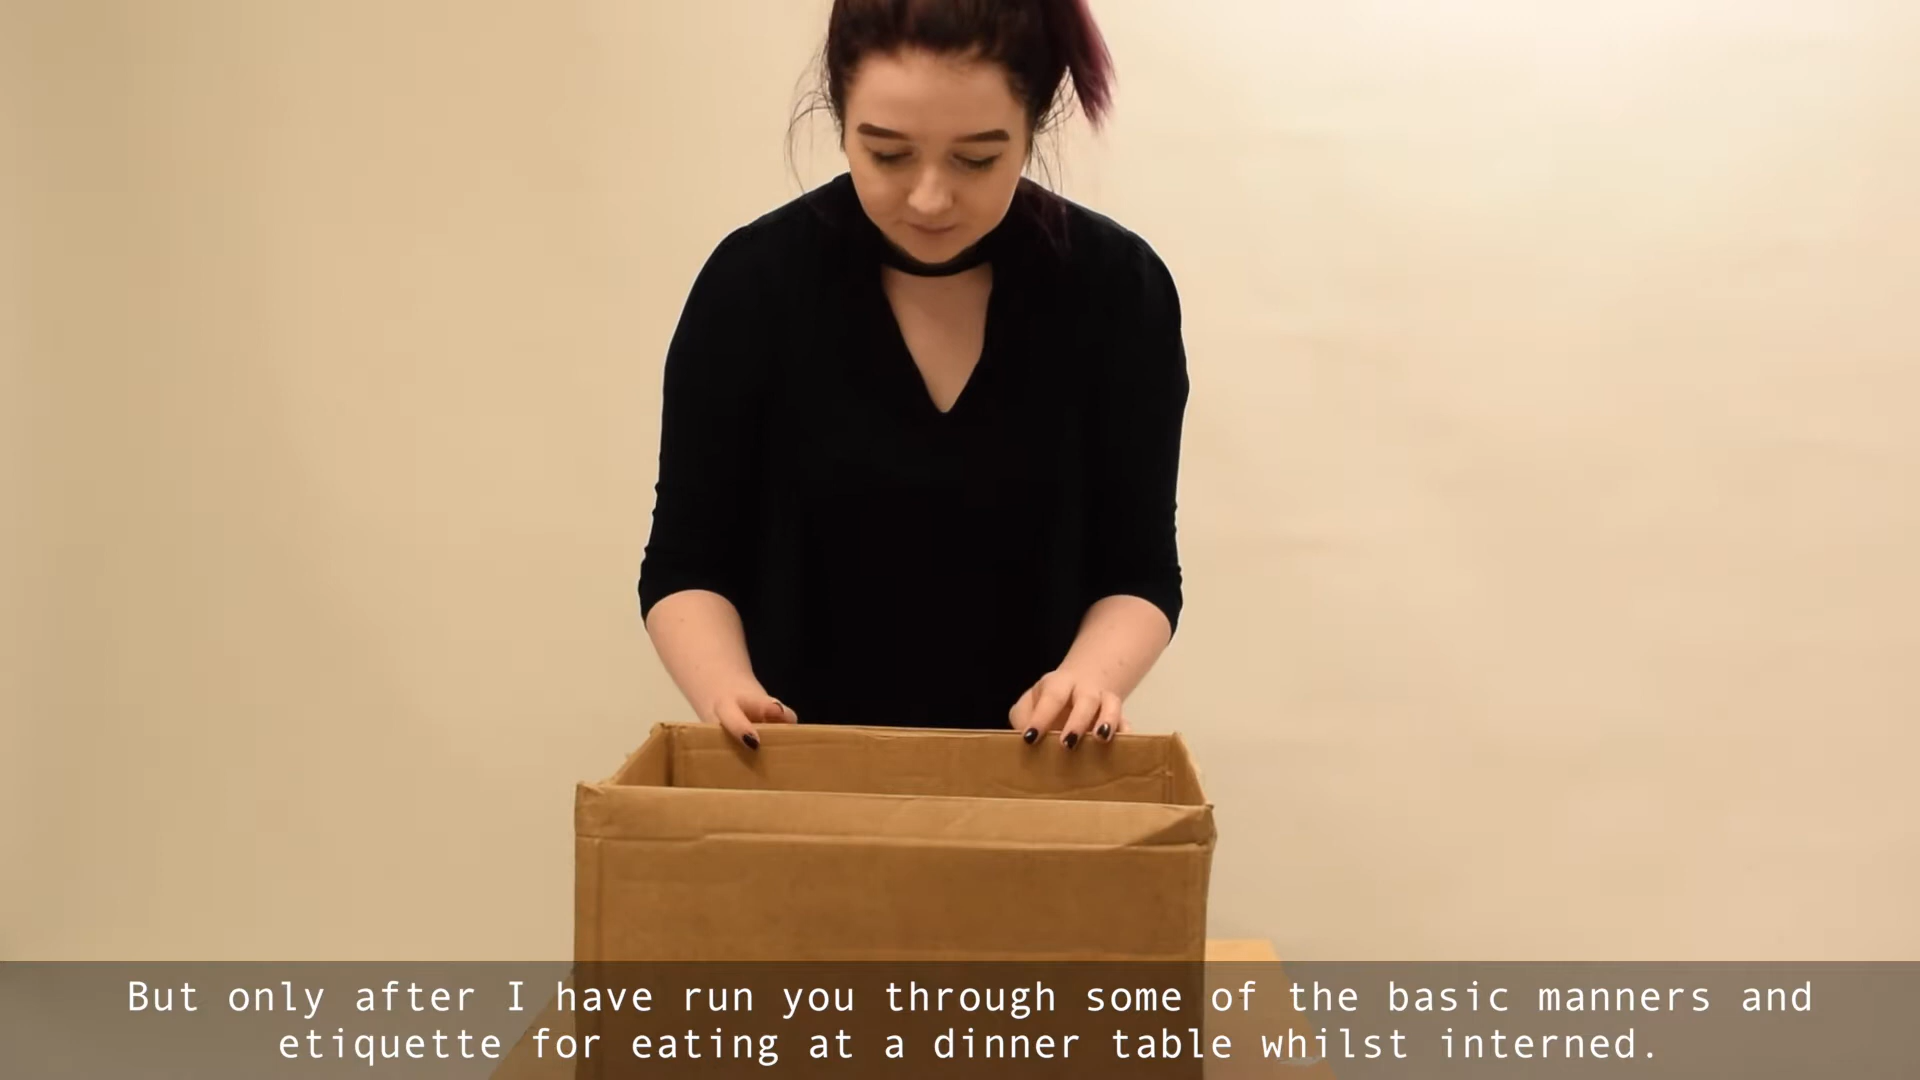 But only after I have run you through some of the basic manners and
etiquette for eating at a dinner table whilst interned.